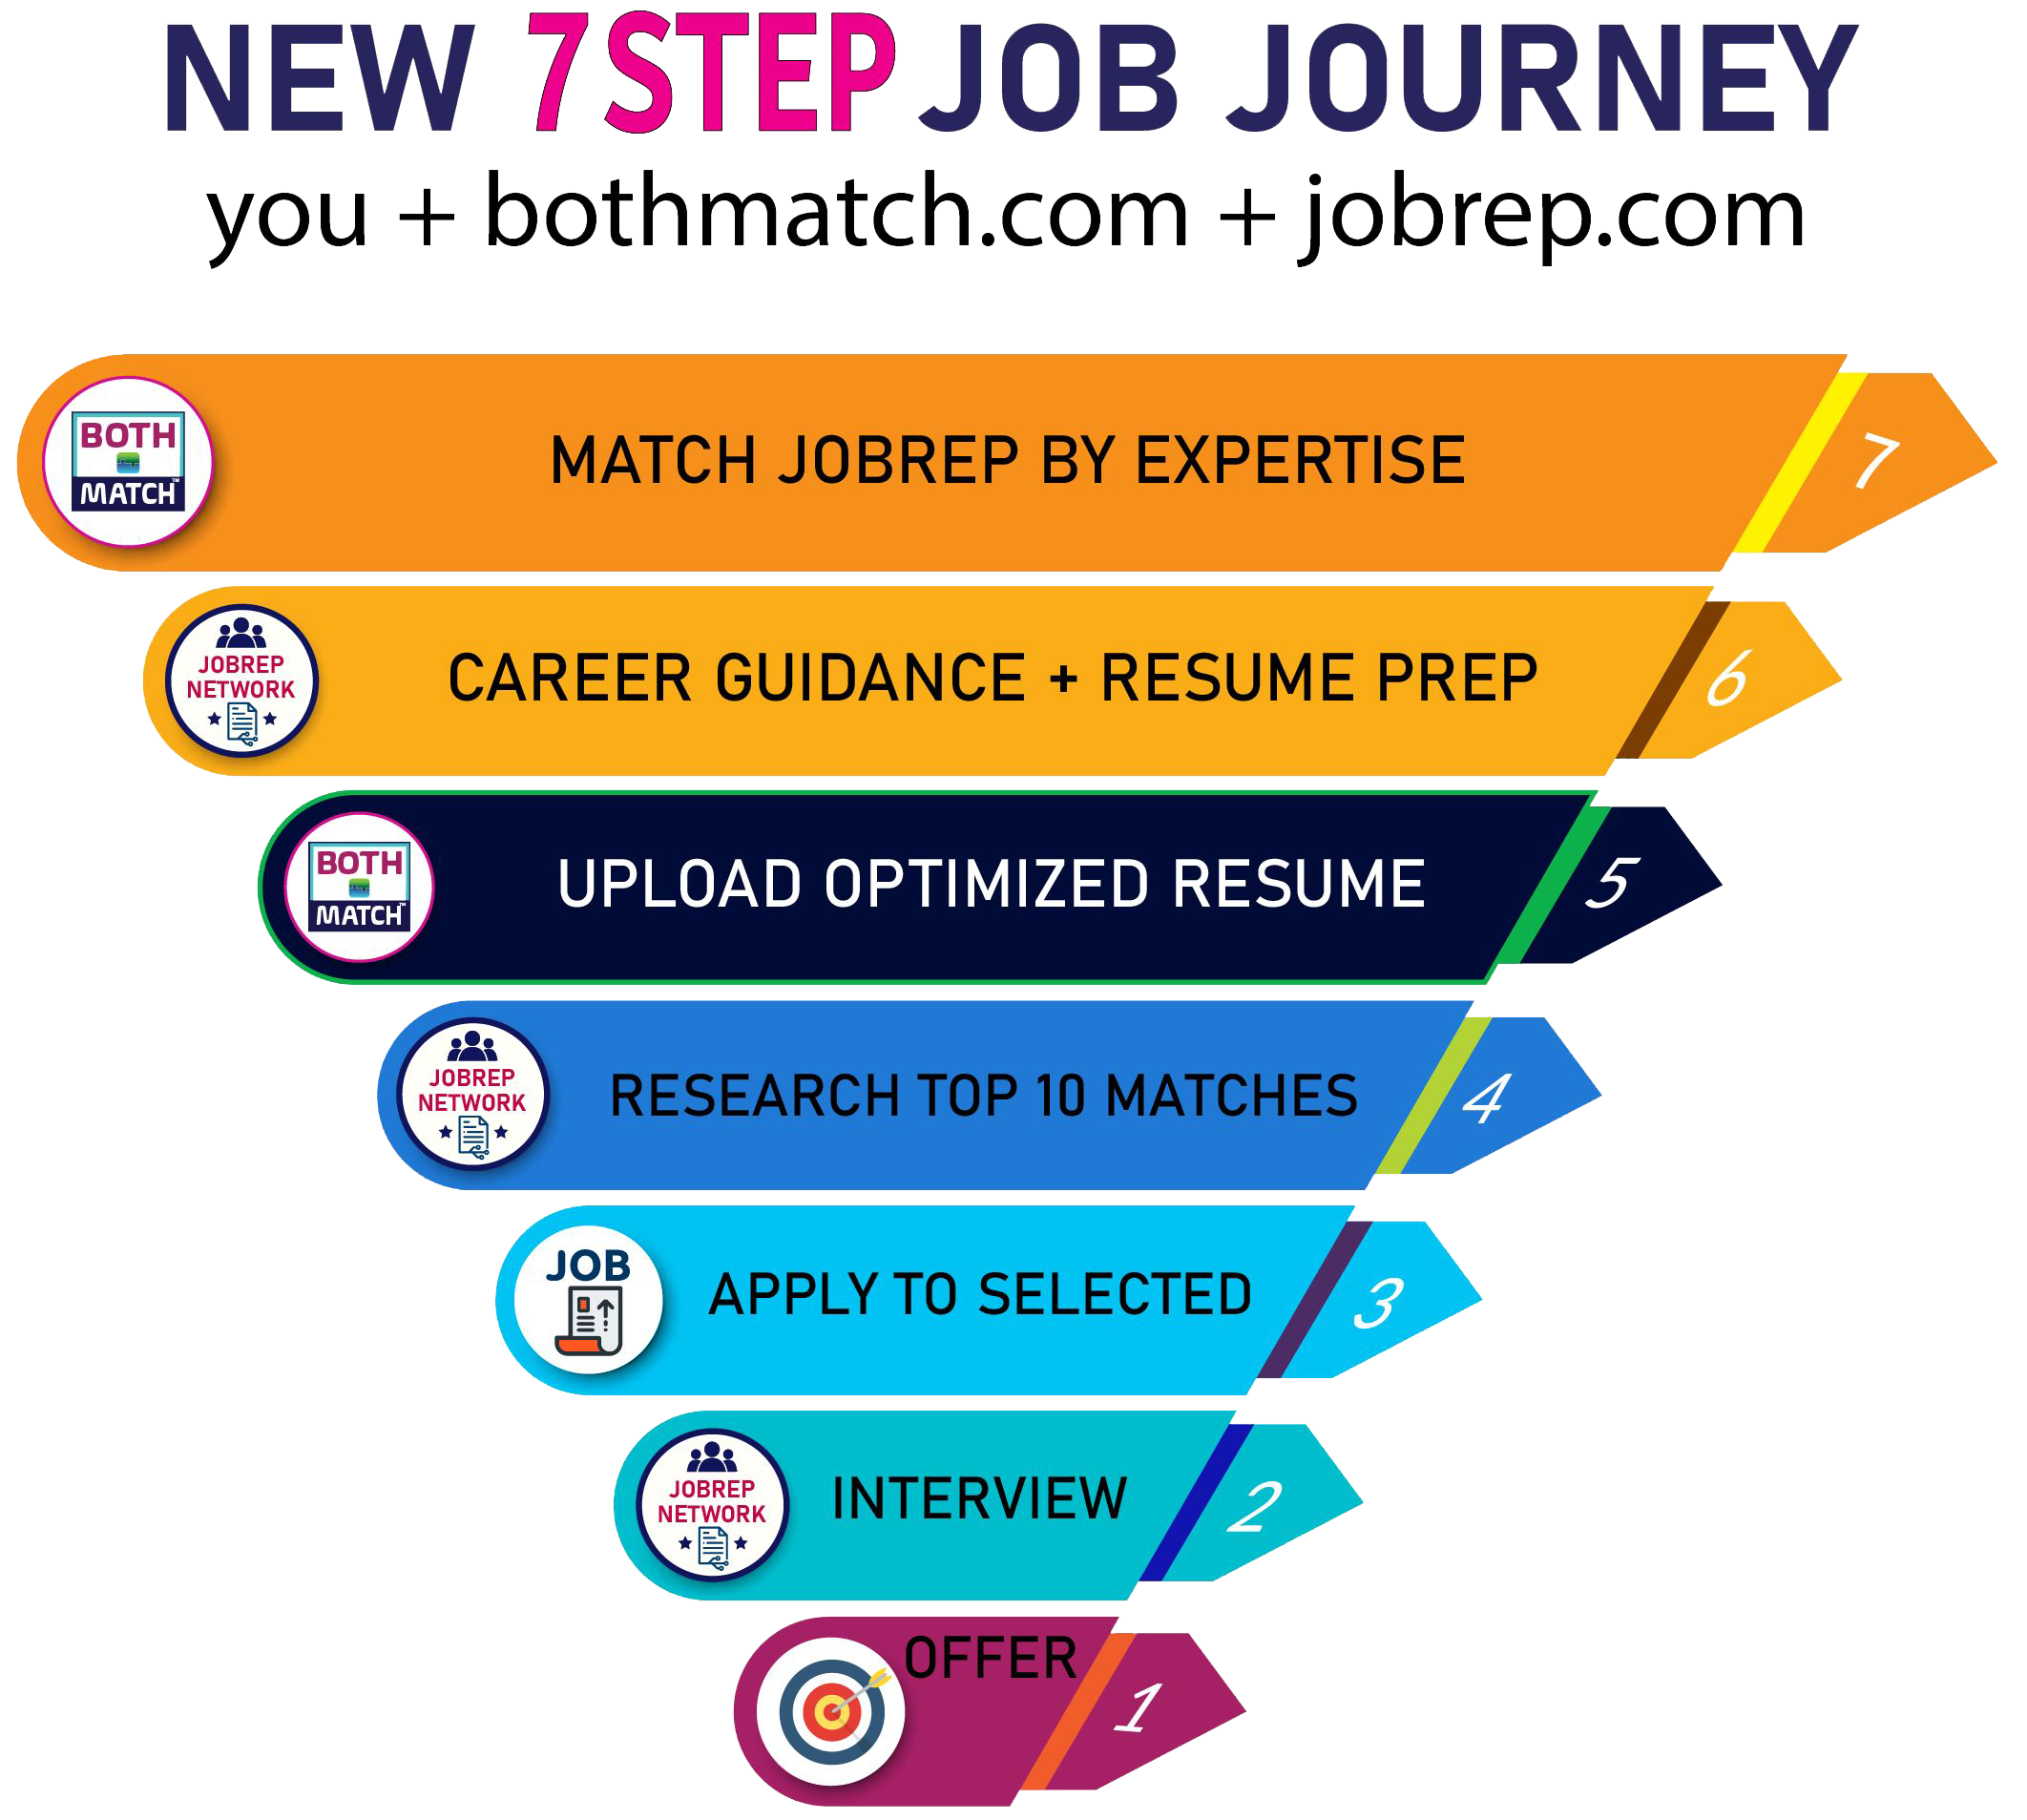 NEW 7STEP JOB JOURNEY
you + bothmatch.com + jobrep.com
BOTH
MATCH™
MATCH JOBREP BY EXPERTISE
7
JOBREP
NETWORK
CAREER GUIDANCE + RESUME PREP
6
BOTH
MATCH™
UPLOAD OPTIMIZED RESUME
5
JOBREP
NETWORK
RESEARCH TOP 10 MATCHES
4
JOB
APPLY TO SELECTED
3
JOBREP
NETWORK
INTERVIEW
2
OFFER
1